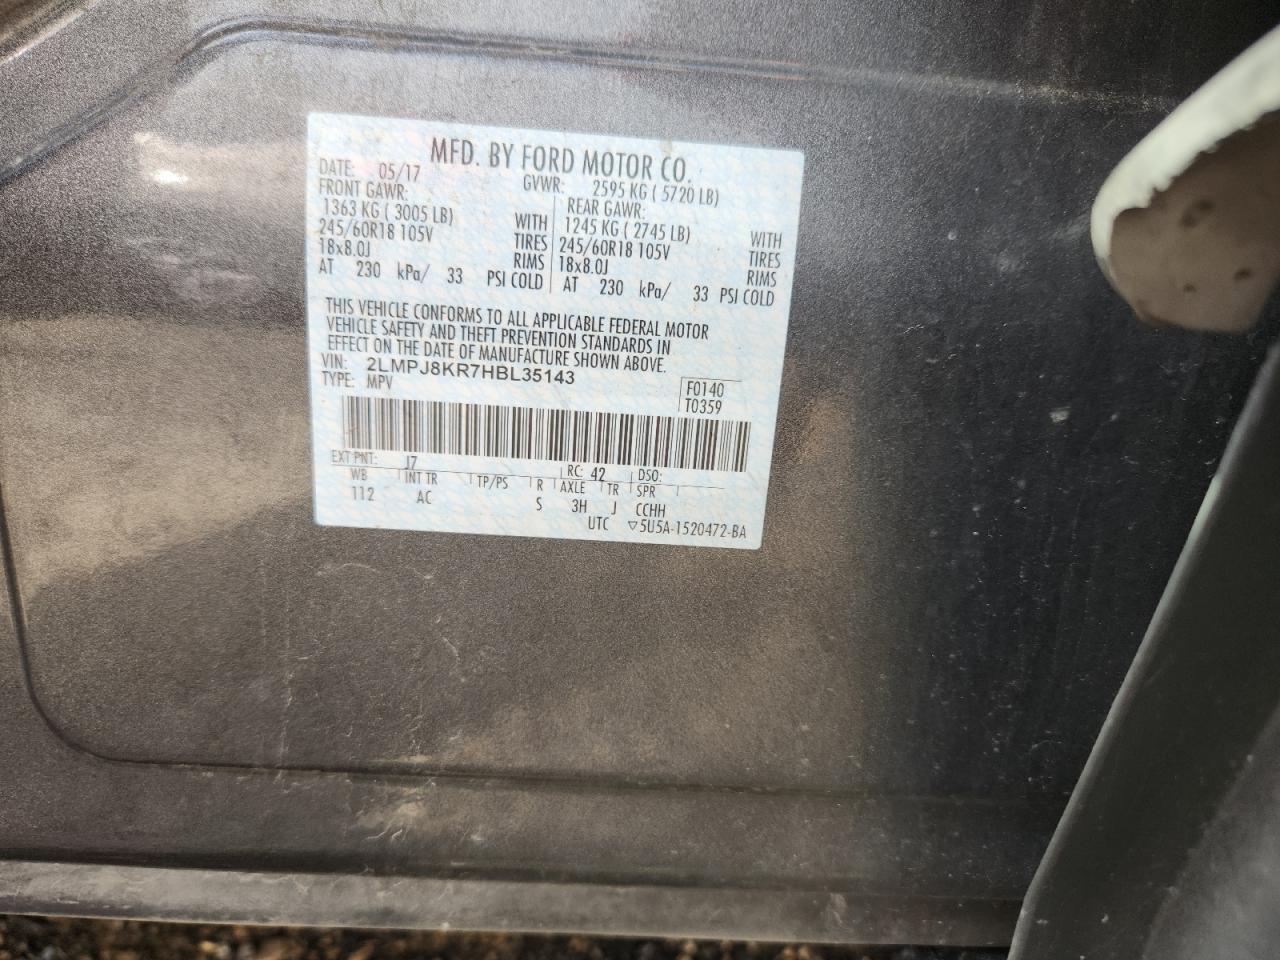 MFD. BY FORD MOTOR CO.
DATE: 05/17 GVWR: 2595 KG ( 5720 LB)
FRONT GAWR: REAR GAWR:
1363 KG ( 3005 LB) WITH 1245 KG ( 2745 LB) WITH
245/60R18 105V TIRES 245/60R18 105V TIRES
18x8.0J RIMS 18x8.0J RIMS
AT 230 kPa/ 33 PSI COLD AT 230 kPa/ 33 PSI COLD
THIS VEHICLE CONFORMS TO ALL APPLICABLE FEDERAL MOTOR
VEHICLE SAFETY AND THEFT PREVENTION STANDARDS IN
EFFECT ON THE DATE OF MANUFACTURE SHOWN ABOVE.
VIN: 2LMPJ8KR7HBL35143
TYPE: MPV F0140
T0359
EXT PNT: J7 RC: 42 DSO:
WB INT TR TP/PS R AXLE TR SPR
112 AC S 3H J CCHH
UTC ▽5U5A-1520472-BA